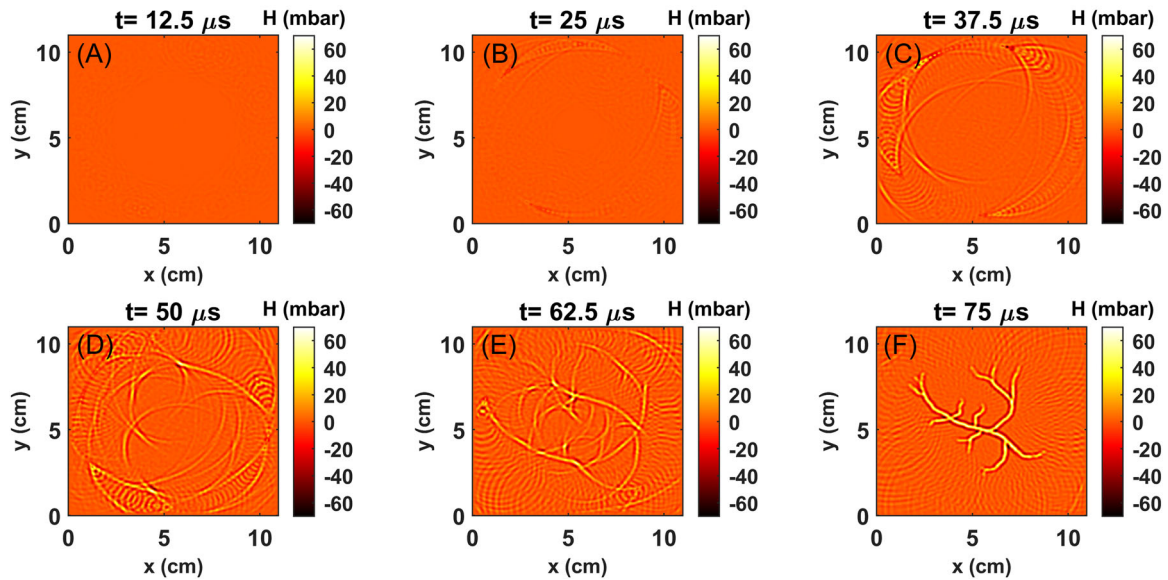 t= 12.5 μs H (mbar)
(A)
10
5
0
y (cm)
0 5 10
x (cm)
60
40
20
0
-20
-40
-60
t= 25 μs H (mbar)
(B)
10
5
0
y (cm)
0 5 10
x (cm)
60
40
20
0
-20
-40
-60
t= 37.5 μs H (mbar)
(C)
10
5
0
y (cm)
0 5 10
x (cm)
60
40
20
0
-20
-40
-60
t= 50 μs H (mbar)
(D)
10
5
0
y (cm)
0 5 10
x (cm)
60
40
20
0
-20
-40
-60
t= 62.5 μs H (mbar)
(E)
10
5
0
y (cm)
0 5 10
x (cm)
60
40
20
0
-20
-40
-60
t= 75 μs H (mbar)
(F)
10
5
0
y (cm)
0 5 10
x (cm)
60
40
20
0
-20
-40
-60